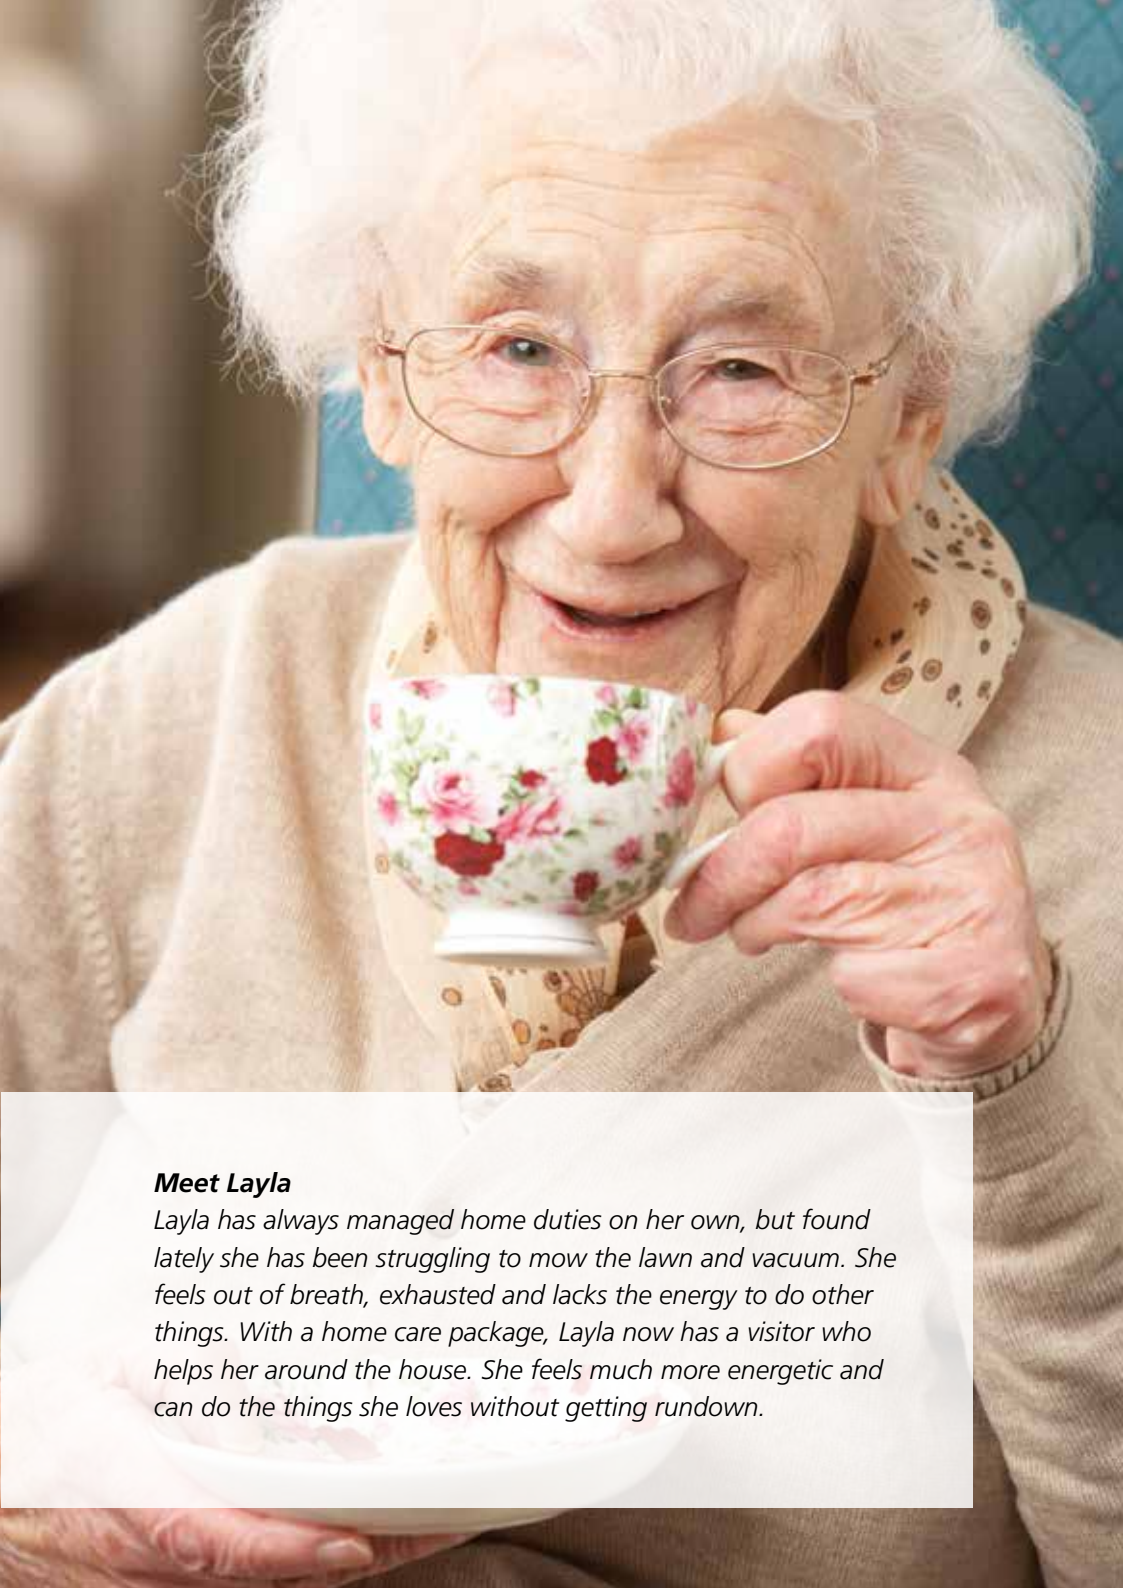 Meet Layla
Layla has always managed home duties on her own, but found
lately she has been struggling to mow the lawn and vacuum. She
feels out of breath, exhausted and lacks the energy to do other
things. With a home care package, Layla now has a visitor who
helps her around the house. She feels much more energetic and
can do the things she loves without getting rundown.